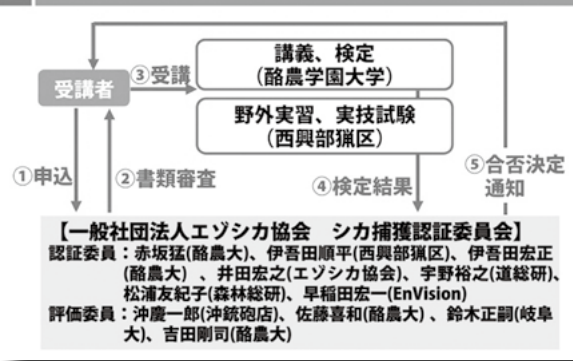 講義、検定
(酪農学園大学)
③受講
受講者
野外実習、実技試験
(西興部猟区)
①申込
②書類審査
④検定結果
⑤合否決定
通知
【一般社団法人エゾシカ協会　シカ捕獲認証委員会】
認証委員：赤坂猛(酪農大)、伊吾田順平(西興部猟区)、伊吾田宏正
(酪農大) 、井田宏之(エゾシカ協会)、宇野裕之(道総研)、
松浦友紀子(森林総研)、早稲田宏一(EnVision)
評価委員：沖慶一郎(沖銃砲店)、佐藤喜和(酪農大) 、鈴木正嗣(岐阜
大)、吉田剛司(酪農大)